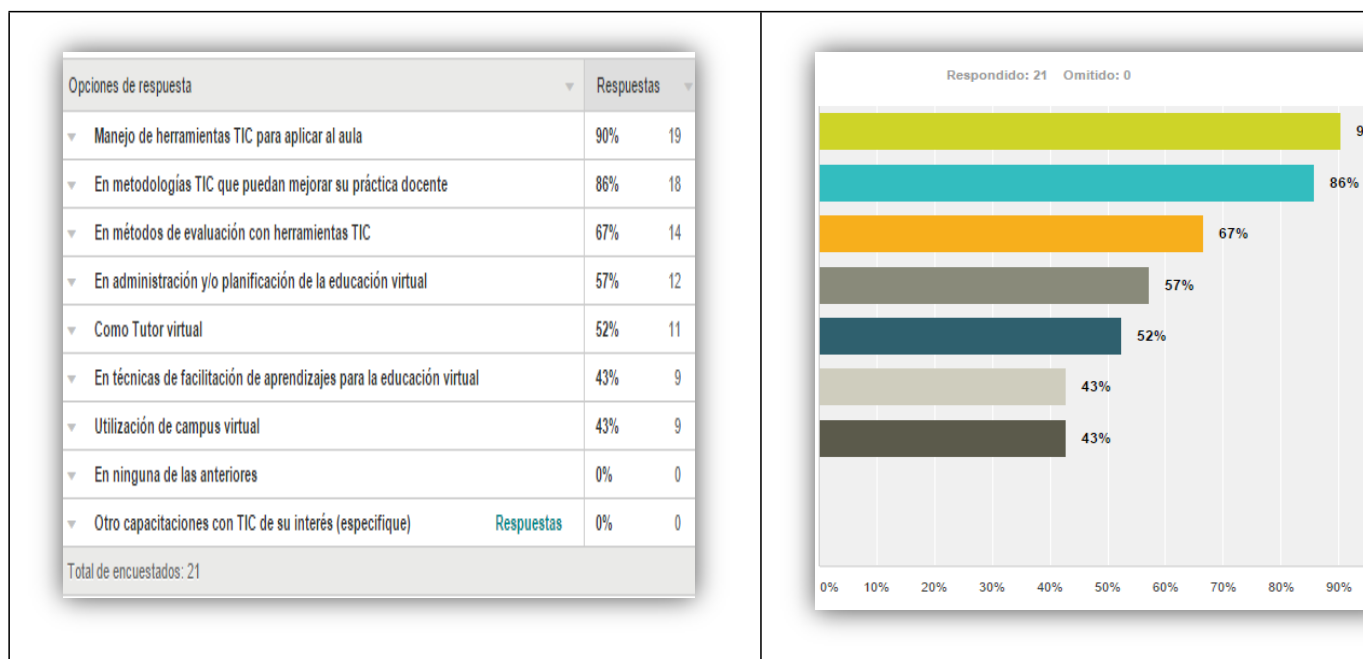 Opciones de respuesta Respuestas
Manejo de herramientas TIC para aplicar al aula 90% 19
En metodologías TIC que puedan mejorar su práctica docente 86% 18
En métodos de evaluación con herramientas TIC 67% 14
En administración y/o planificación de la educación virtual 57% 12
Como Tutor virtual 52% 11
En técnicas de facilitación de aprendizajes para la educación virtual 43% 9
Utilización de campus virtual 43% 9
En ninguna de las anteriores 0% 0
Otro capacitaciones con TIC de su interés (especifique) Respuestas 0% 0
Total de encuestados: 21
Respondido: 21 Omitido: 0
86%
67%
57%
52%
43%
43%
0% 10% 20% 30% 40% 50% 60% 70% 80% 90%